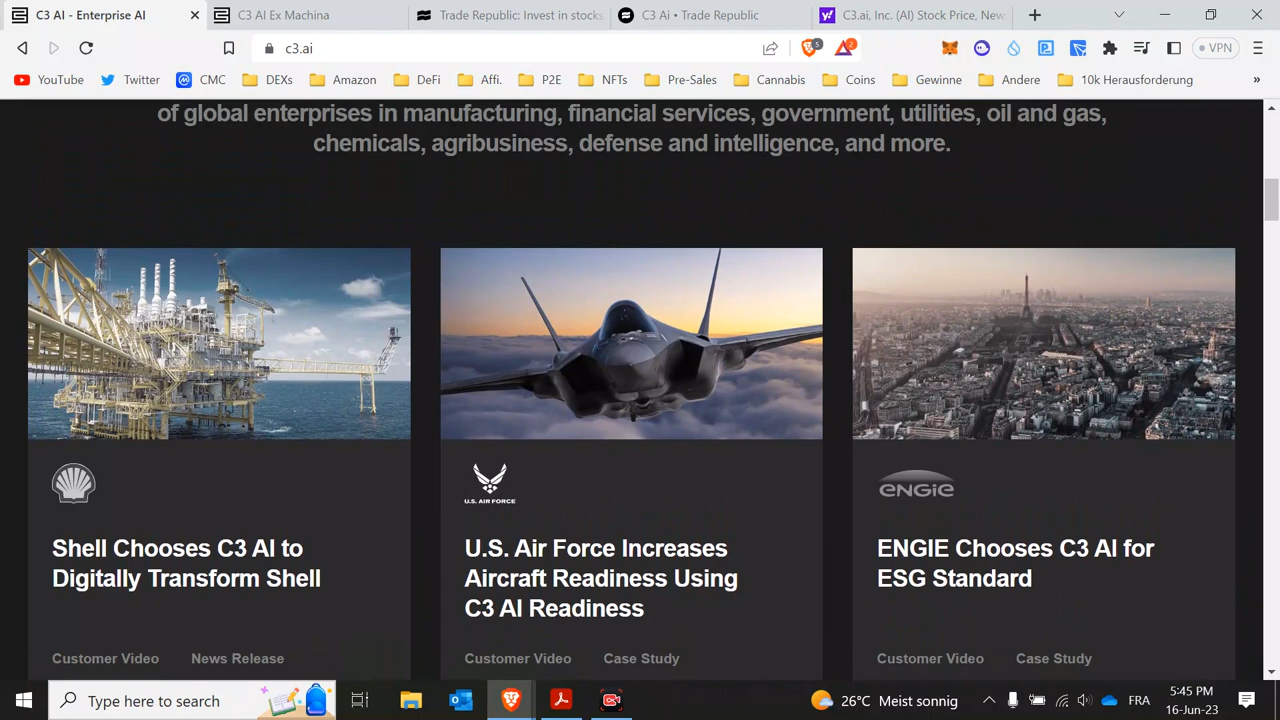 C3 AI - Enterprise AI
C3 AI Ex Machina
Trade Republic: Invest in stocks,
C3 Ai • Trade Republic
C3.ai, Inc. (AI) Stock Price, New
c3.ai
5
2
VPN
YouTube
Twitter
CMC
DEXs
Amazon
DeFi
Affi.
P2E
NFTs
Pre-Sales
Cannabis
Coins
Gewinne
Andere
10k Herausforderung
»
of global enterprises in manufacturing, financial services, government, utilities, oil and gas,
chemicals, agribusiness, defense and intelligence, and more.
U.S. AIR FORCE
ENGIE
Shell Chooses C3 AI to
Digitally Transform Shell
U.S. Air Force Increases
Aircraft Readiness Using
C3 AI Readiness
ENGIE Chooses C3 AI for
ESG Standard
Customer Video
News Release
Customer Video
Case Study
Customer Video
Case Study
Type here to search
26°C Meist sonnig
FRA
5:45 PM
16-Jun-23